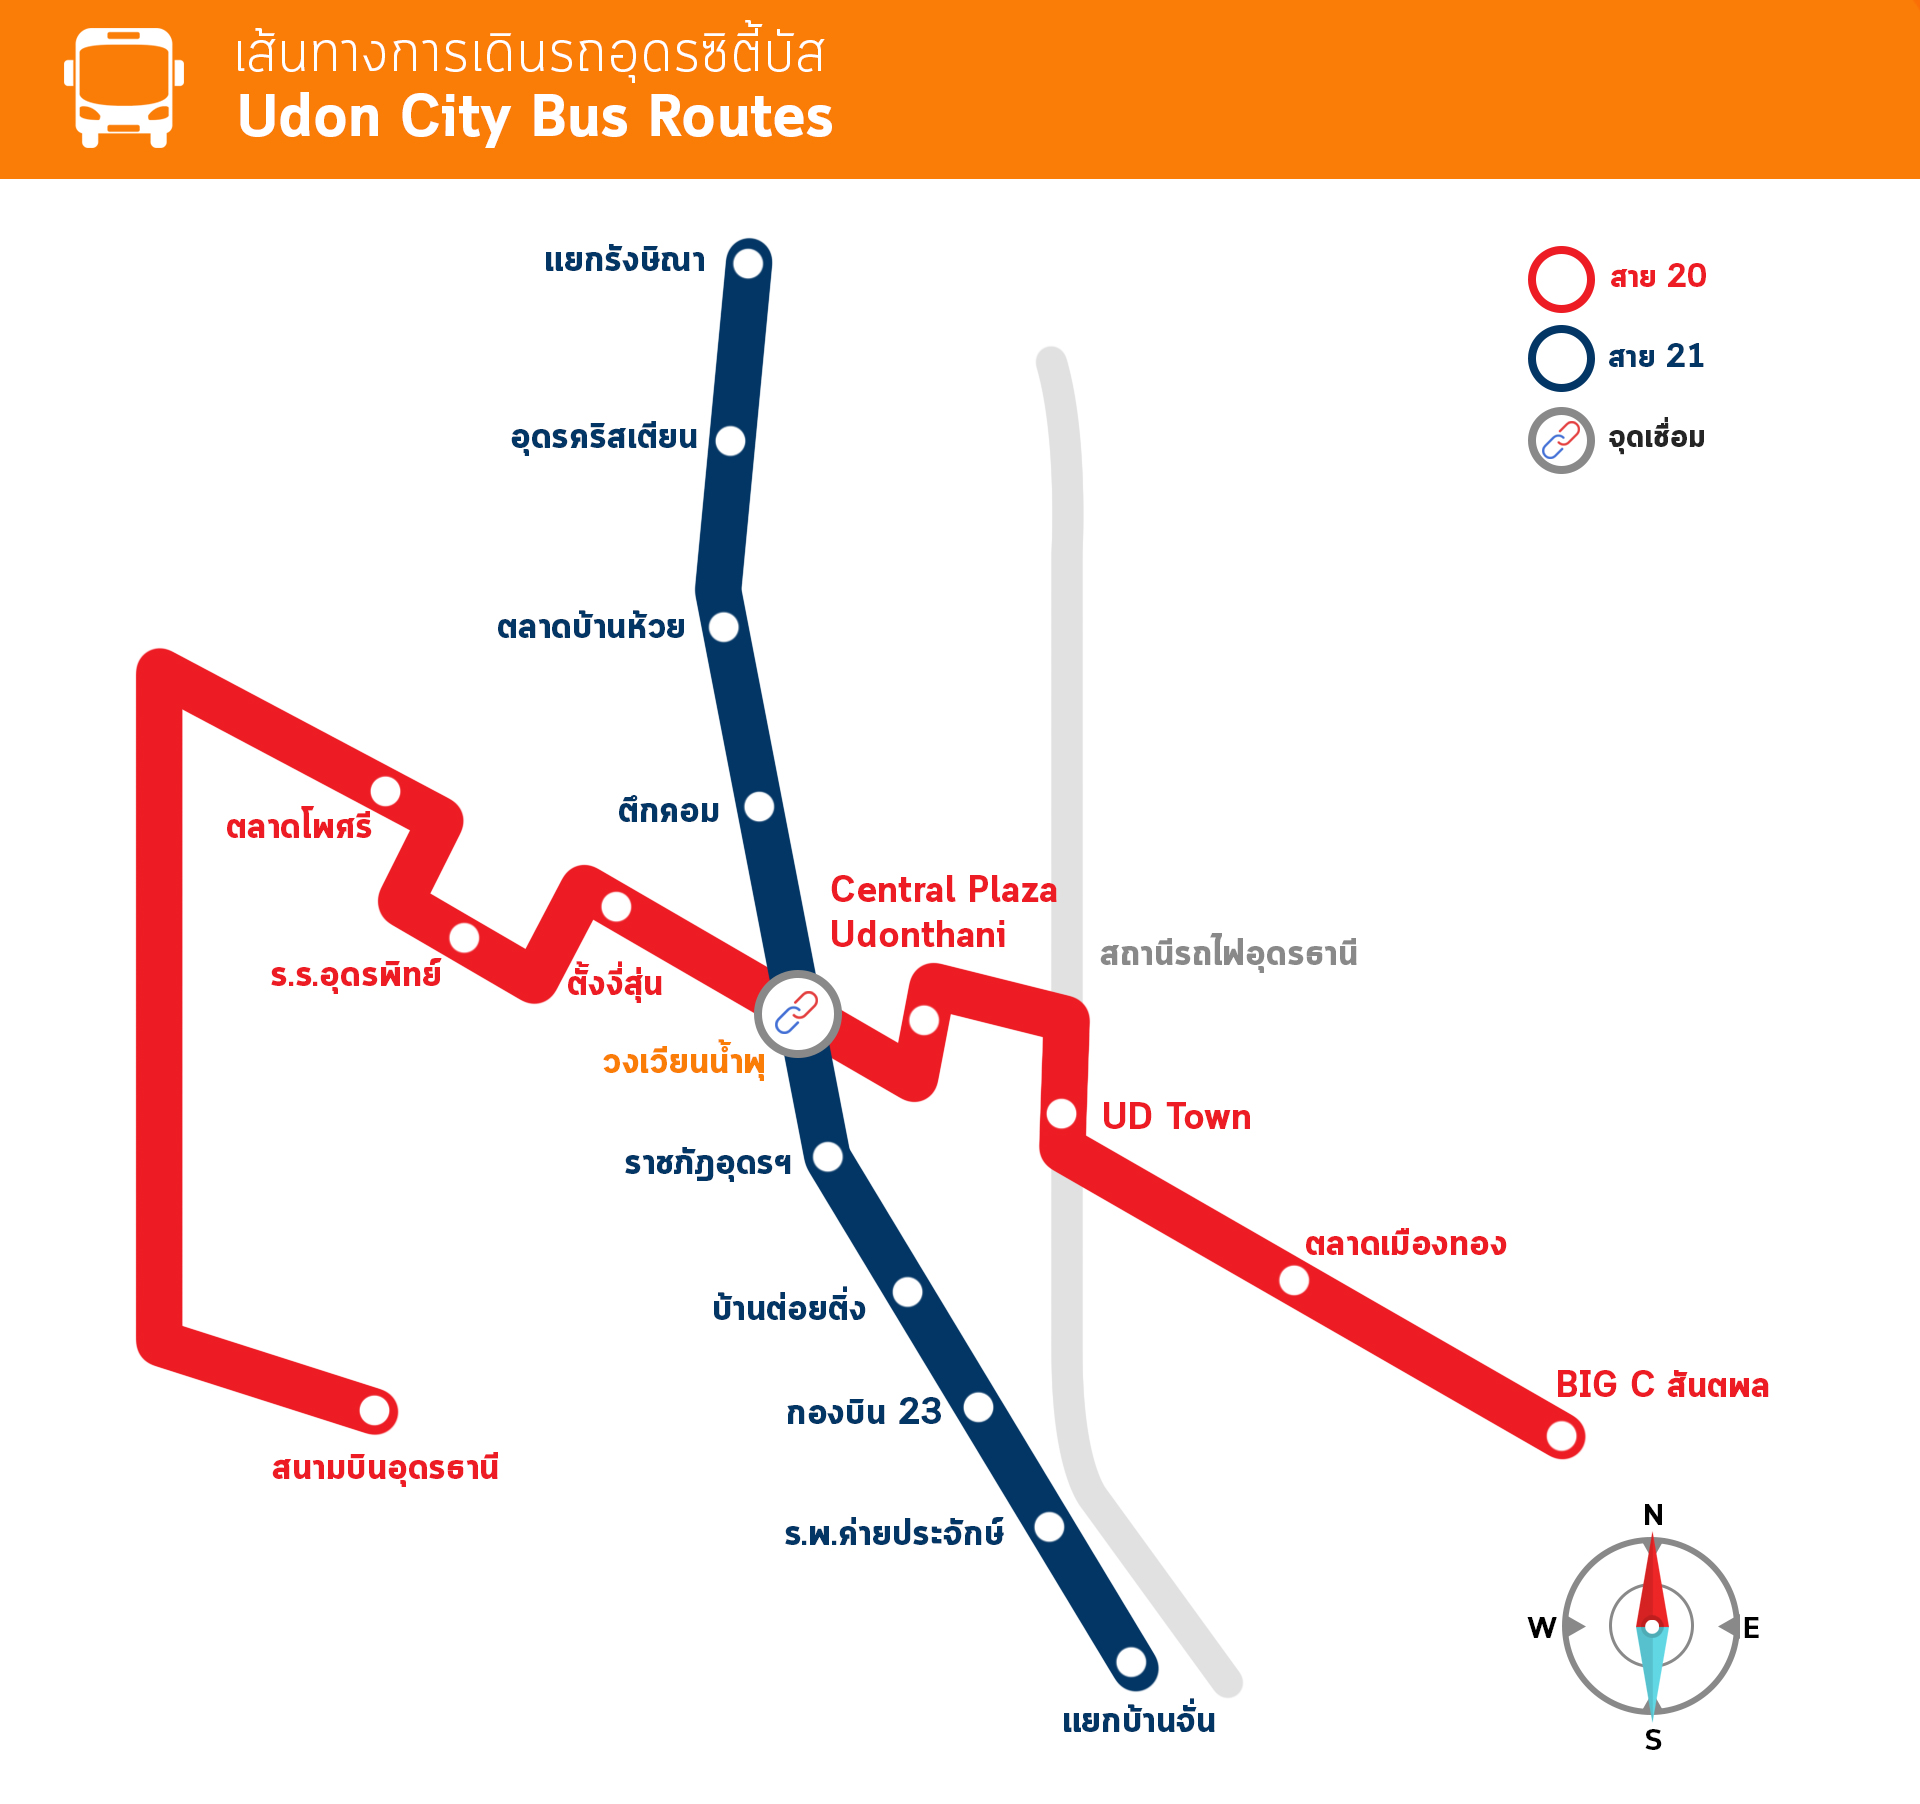 เส้นทางการเดินรถอุดรซิตี้บัส
Udon City Bus Routes
แยกรังษิณา
สาย 20
สาย 21
จุดเชื่อม
อุดรคริสเตียน
ตลาดบ้านห้วย
ตึกคอม
ตลาดโพศรี
Central Plaza
Udonthani
สถานีรถไฟอุดรธานี
ร.ร.อุดรพิทย์
ตั้งงี่สุ่น
วงเวียนน้ำพุ
UD Town
ราชภัฏอุดรฯ
ตลาดเมืองทอง
บ้านต่อยติ่ง
BIG C สันตพล
กองบิน 23
สนามบินอุดรธานี
ร.พ.ค่ายประจักษ์
แยกบ้านจั่น
N
W
E
S